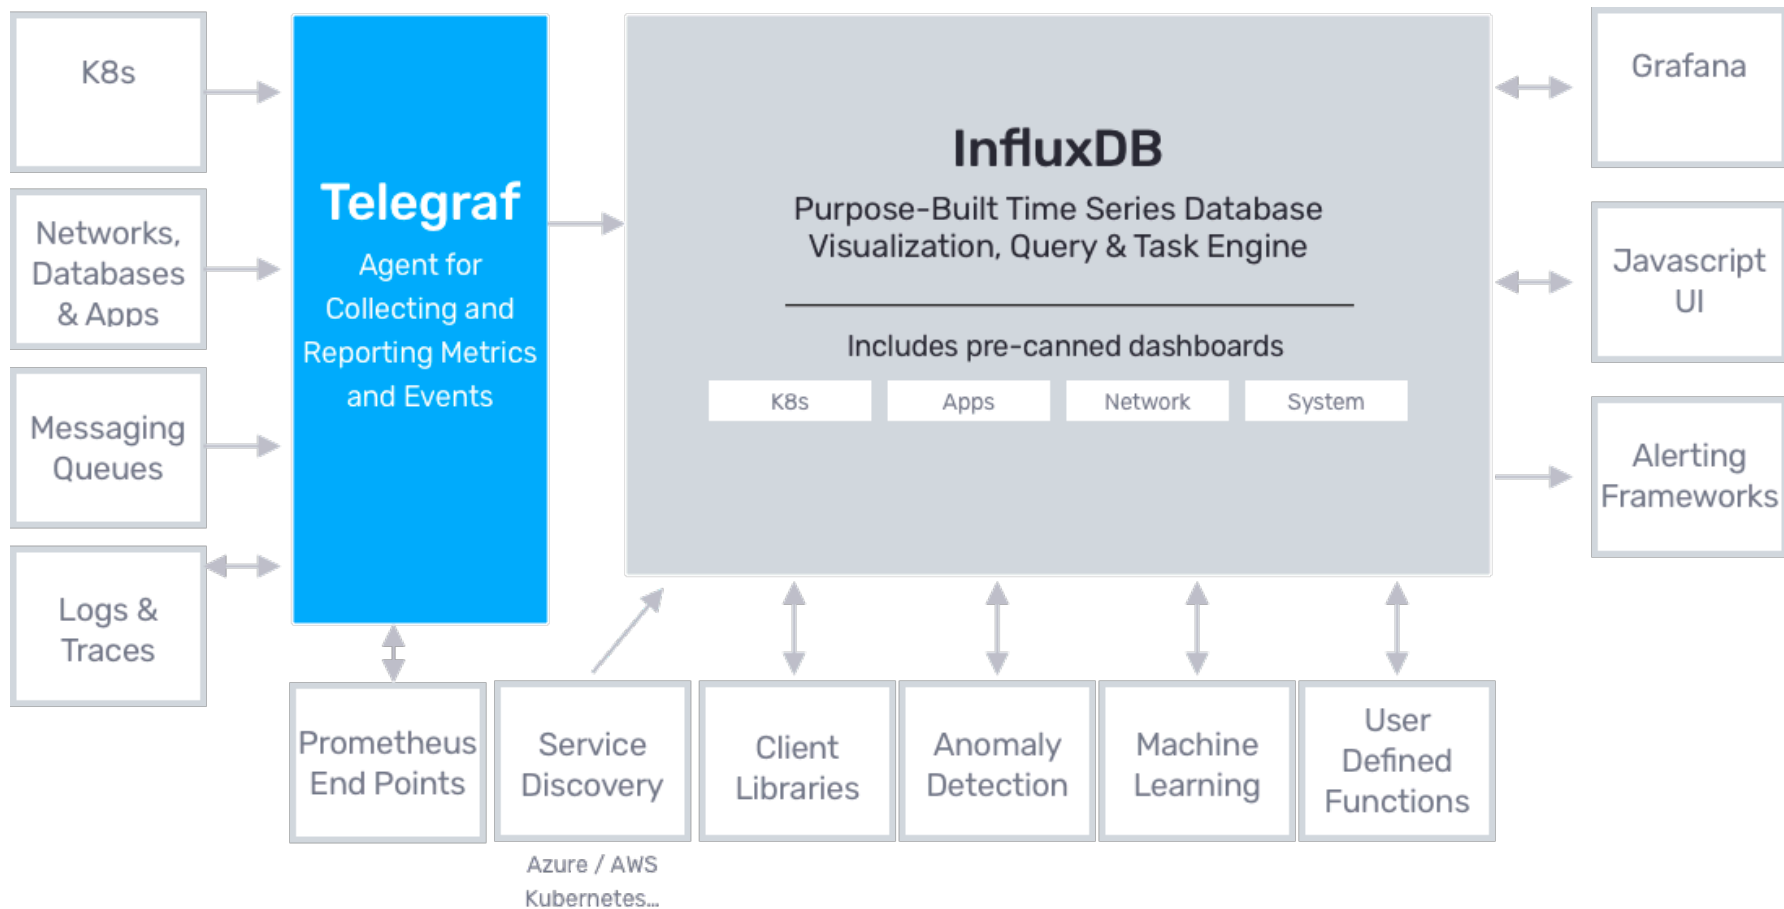 K8s
Networks,
Databases
& Apps
Messaging
Queues
Logs &
Traces
Telegraf
Agent for
Collecting and
Reporting Metrics
and Events
InfluxDB
Purpose-Built Time Series Database
Visualization, Query & Task Engine
Includes pre-canned dashboards
K8s
Apps
Network
System
Grafana
Javascript
UI
Alerting
Frameworks
Prometheus
End Points
Service
Discovery
Azure / AWS
Kubernetes...
Client
Libraries
Anomaly
Detection
Machine
Learning
User
Defined
Functions